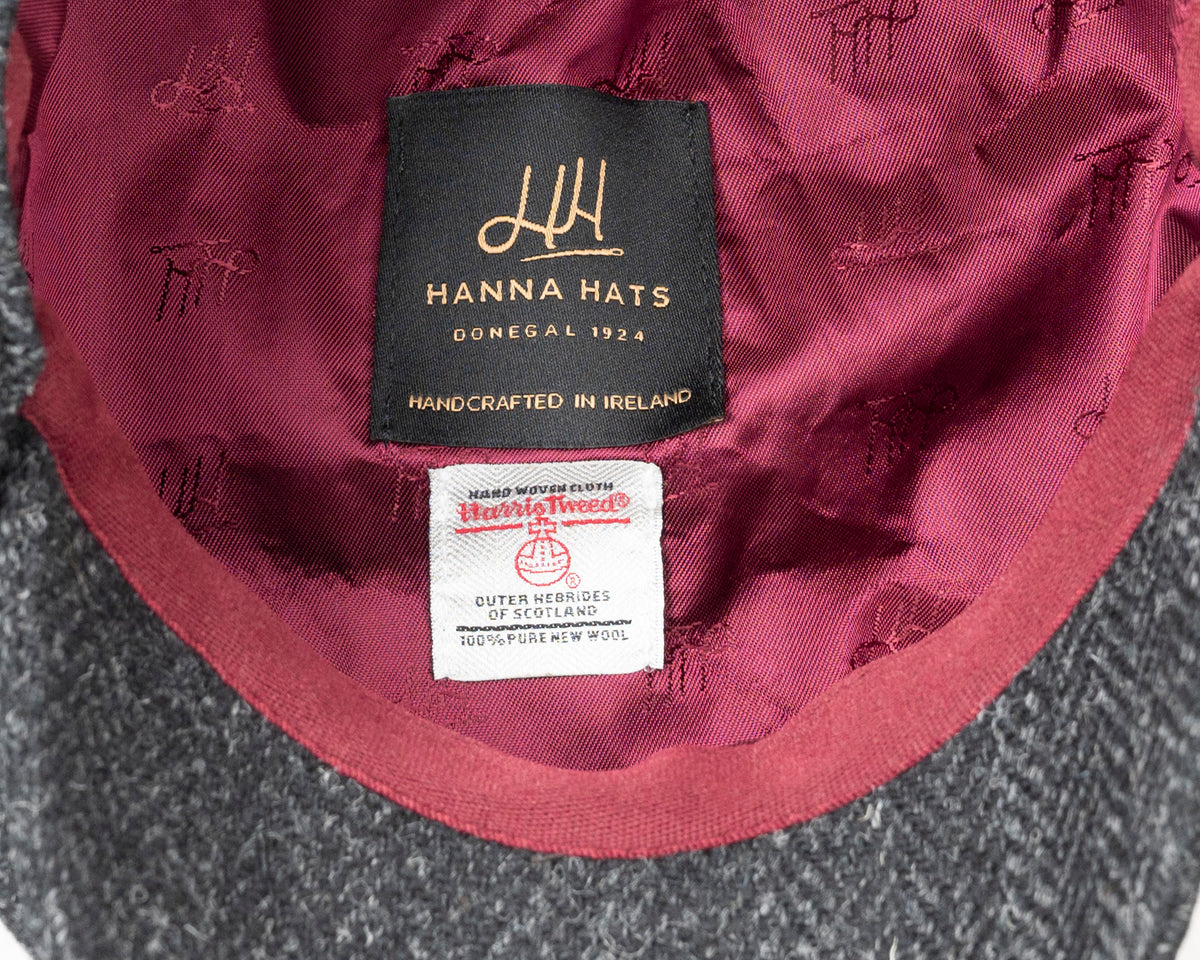 HH
HANNA HATS
DONEGAL 1924
HANDCRAFTED IN IRELAND
HAND WOVEN CLOTH
Harris Tweed®
®
OUTER HEBRIDES
OF SCOTLAND
100% PURE NEW WOOL